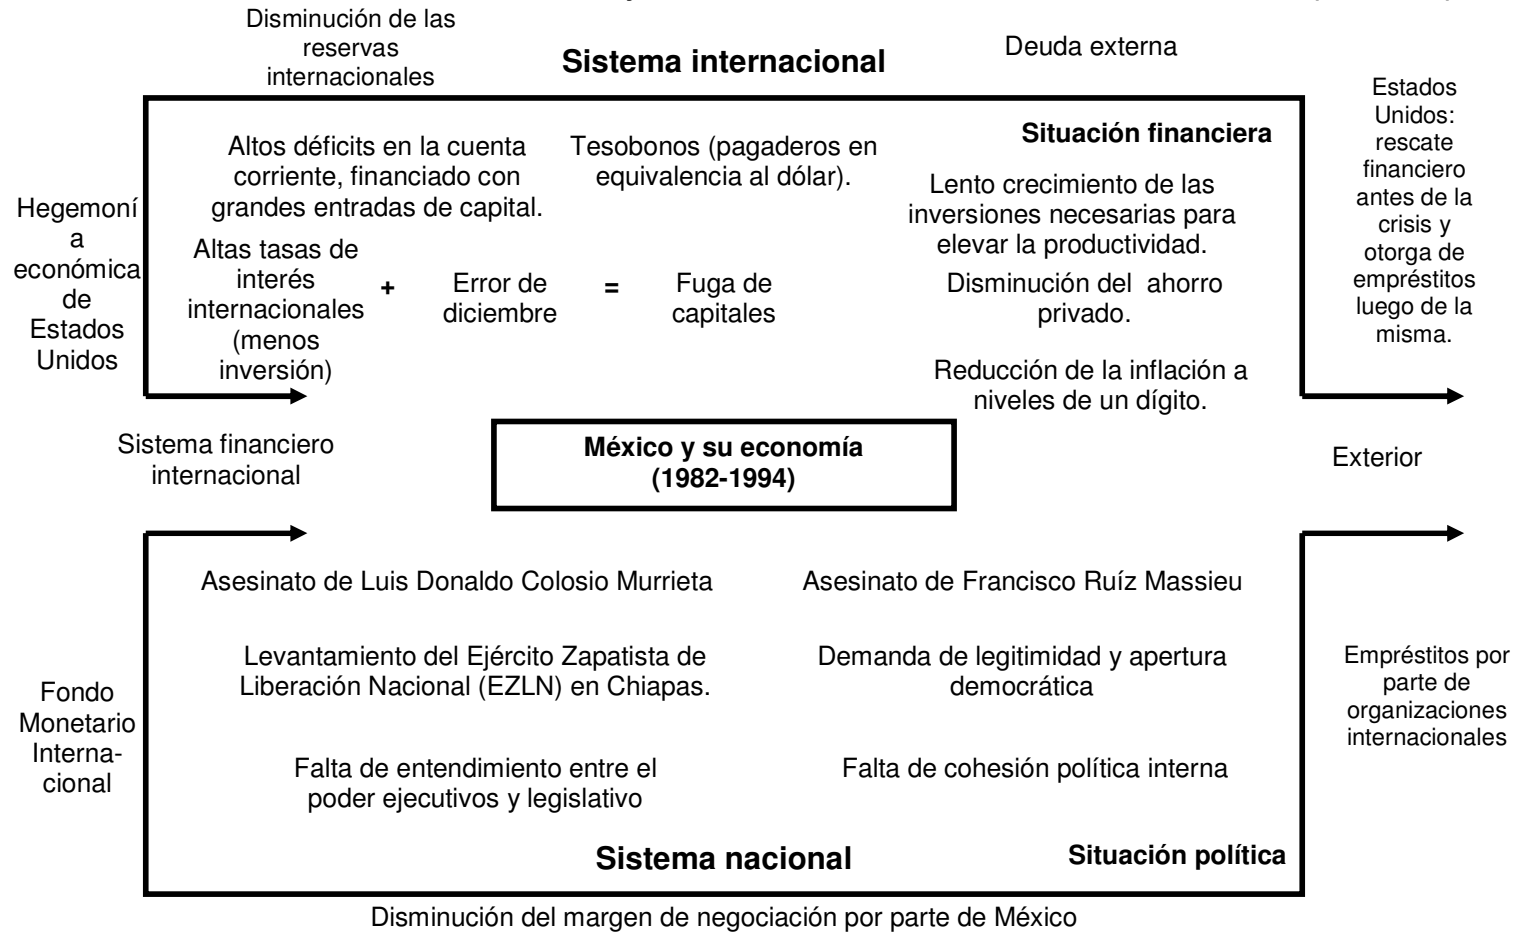 Disminución de las
reservas
internacionales
Sistema internacional
Deuda externa
Estados
Unidos:
rescate
financiero
antes de la
crisis y
otorga de
empréstitos
luego de la
misma.
Situación financiera
Altos déficits en la cuenta
corriente, financiado con
grandes entradas de capital.
Tesobonos (pagaderos en
equivalencia al dólar).
Lento crecimiento de las
inversiones necesarias para
elevar la productividad.
Hegemoní
a
económica
de
Estados
Unidos
Altas tasas de
interés
internacionales
(menos
inversión)
+
Error de
diciembre
=
Fuga de
capitales
Disminución del ahorro
privado.
Reducción de la inflación a
niveles de un dígito.
Sistema financiero
internacional
México y su economía
(1982-1994)
Exterior
Asesinato de Luis Donaldo Colosio Murrieta
Asesinato de Francisco Ruíz Massieu
Levantamiento del Ejército Zapatista de
Liberación Nacional (EZLN) en Chiapas.
Demanda de legitimidad y apertura
democrática
Empréstitos por
parte de
organizaciones
internacionales
Fondo
Monetario
Interna-
cional
Falta de entendimiento entre el
poder ejecutivos y legislativo
Falta de cohesión política interna
Sistema nacional
Situación política
Disminución del margen de negociación por parte de México